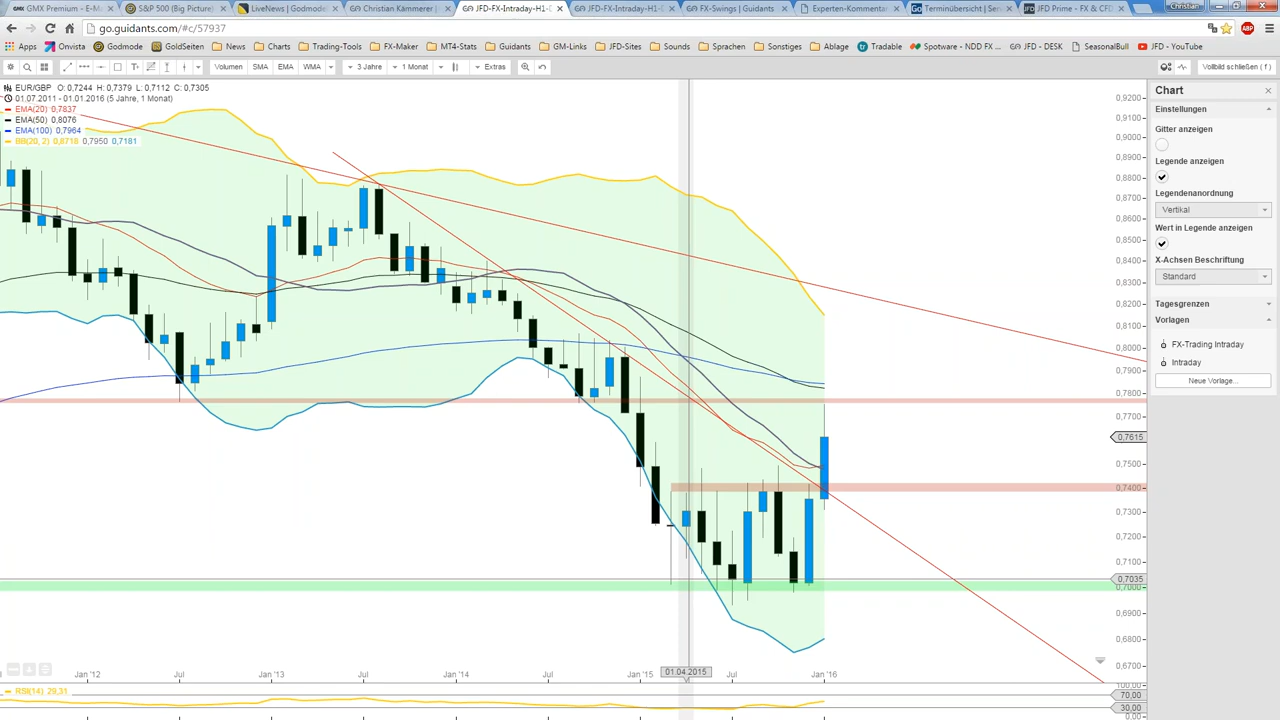 GMX Premium - E-M
S&P 500 (Big Picture)
LiveNews | Godmode
Christian Kämmerer |
JFD-FX-Intraday-H1-D
JFD-FX-Intraday-H1-
FX-Swings | Guidants
Experten-Kommentar
Terminübersicht | Se
JFD Prime - FX & CFD
Christian
go.guidants.com/#c/57937
ABP
Apps
Onvista
Godmode
GoldSeiten
News
Charts
Trading-Tools
FX-Maker
MT4-Stats
Guidants
GM-Links
JFD-Sites
Sounds
Sprachen
Sonstiges
Ablage
Tradable
Spotware - NDD FX ...
JFD - DESK
SeasonalBull
JFD - YouTube
Volumen
SMA
EMA
WMA
3 Jahre
1 Monat
Extras
Vollbild schließen ( f )
EUR/GBP O: 0,7244 H: 0,7379 L: 0,7112 C: 0,7305
01.07.2011 - 01.01.2016 (5 Jahre, 1 Monat)
EMA(20) 0,7837
EMA(50) 0,8076
EMA(100) 0,7964
BB(20, 2) 0,8718 0,7950 0,7181
0,9200
0,9100
0,9000
0,8900
0,8800
0,8700
0,8600
0,8500
0,8400
0,8300
0,8200
0,8100
0,8000
0,7900
0,7800
0,7700
0,7615
0,7500
0,7400
0,7300
0,7200
0,7100
0,7035
0,7000
0,6900
0,6800
0,6700
Jan '12
Jul
Jan '13
Jul
Jan '14
Jul
Jan '15
01.04.2015
Jul
Jan '16
RSI(14) 29,31
100,00
70,00
30,00
0,00
Chart
Einstellungen
Gitter anzeigen
Legende anzeigen
Legendenanordnung
Vertikal
Wert in Legende anzeigen
X-Achsen Beschriftung
Standard
Tagesgrenzen
Vorlagen
FX-Trading Intraday
Intraday
Neue Vorlage...